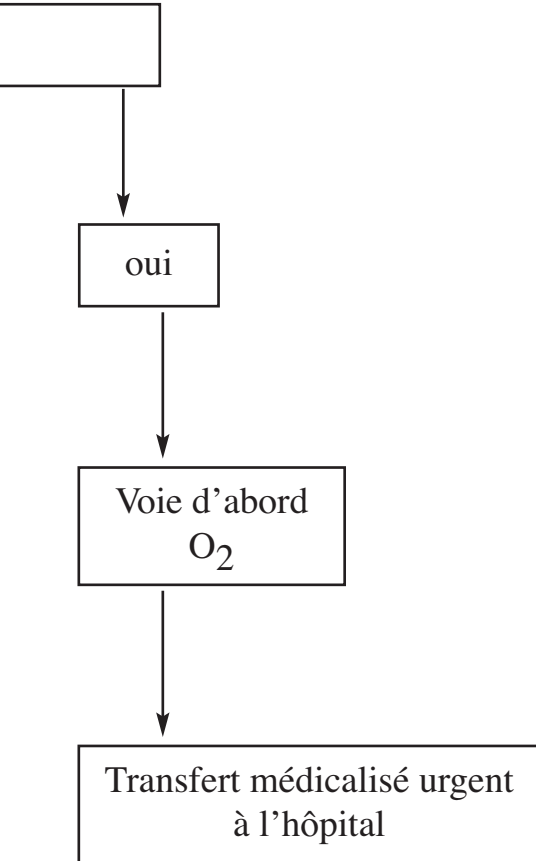 oui
Voie d’abord
O2
Transfert médicalisé urgent
à l’hôpital